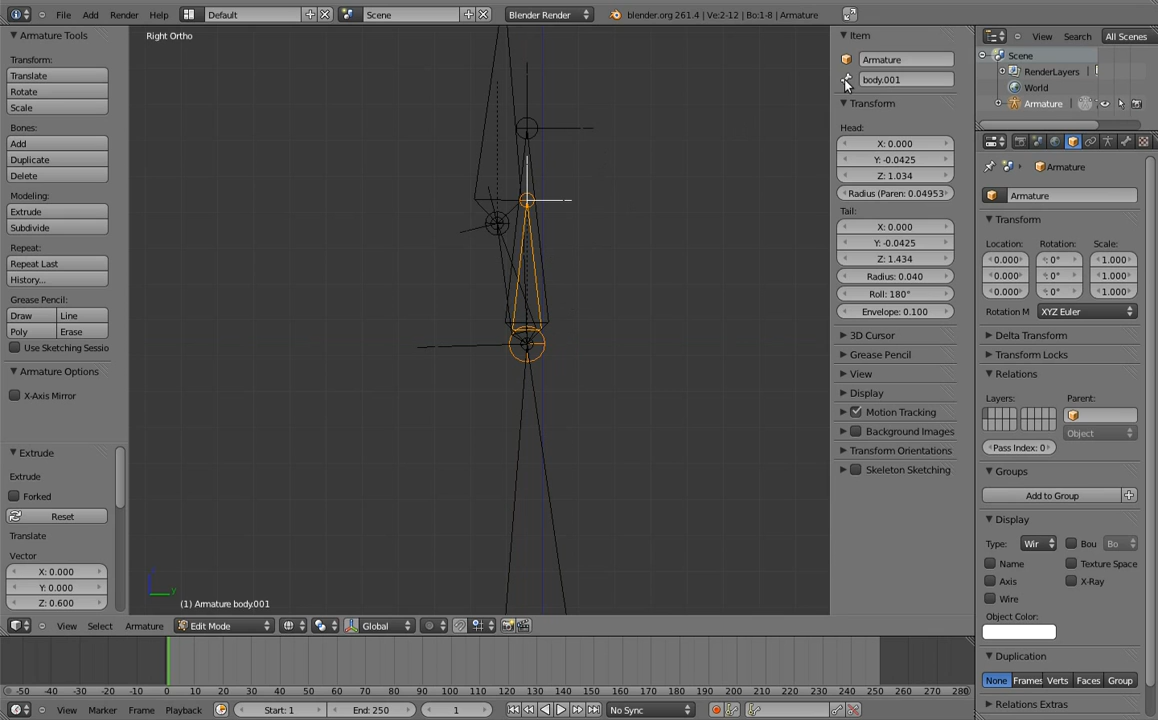 File Add Render Help Default Scene Blender Render blender.org 261.4 | Ve:2-12 | Bo:1-8 | Armature
Armature Tools
Transform:
Translate
Rotate
Scale
Bones:
Add
Duplicate
Delete
Modeling:
Extrude
Subdivide
Repeat:
Repeat Last
History...
Grease Pencil:
Draw Line
Poly Erase
Use Sketching Sessio
Armature Options
X-Axis Mirror
Extrude
Extrude
Forked
Reset
Translate
Vector
X: 0.000
Y: 0.000
Z: 0.600
Right Ortho
y
(1) Armature body.001
View Select Armature Edit Mode Global
Item
Armature
body.001
Transform
Head:
X: 0.000
Y: -0.0425
Z: 1.034
Radius (Paren: 0.04953
Tail:
X: 0.000
Y: -0.0425
Z: 1.434
Radius: 0.040
Roll: 180°
Envelope: 0.100
3D Cursor
Grease Pencil
View
Display
Motion Tracking
Background Images
Transform Orientations
Skeleton Sketching
View Search All Scenes
Scene
RenderLayers
World
Armature
Armature
Armature
Transform
Location: Rotation: Scale:
0.000 0° 1.000
0.000 0° 1.000
0.000 0° 1.000
Rotation M XYZ Euler
Delta Transform
Transform Locks
Relations
Layers: Parent:
Object
Pass Index: 0
Groups
Add to Group
Display
Type: Wir Bou Bo
Name Texture Space
Axis X-Ray
Wire
Object Color:
Duplication
None Frames Verts Faces Group
Relations Extras
-50 -40 -30 -20 -10 0 10 20 30 40 50 60 70 80 90 100 110 120 130 140 150 160 170 180 190 200 210 220 230 240 250 260 270 280
View Marker Frame Playback Start: 1 End: 250 1 No Sync